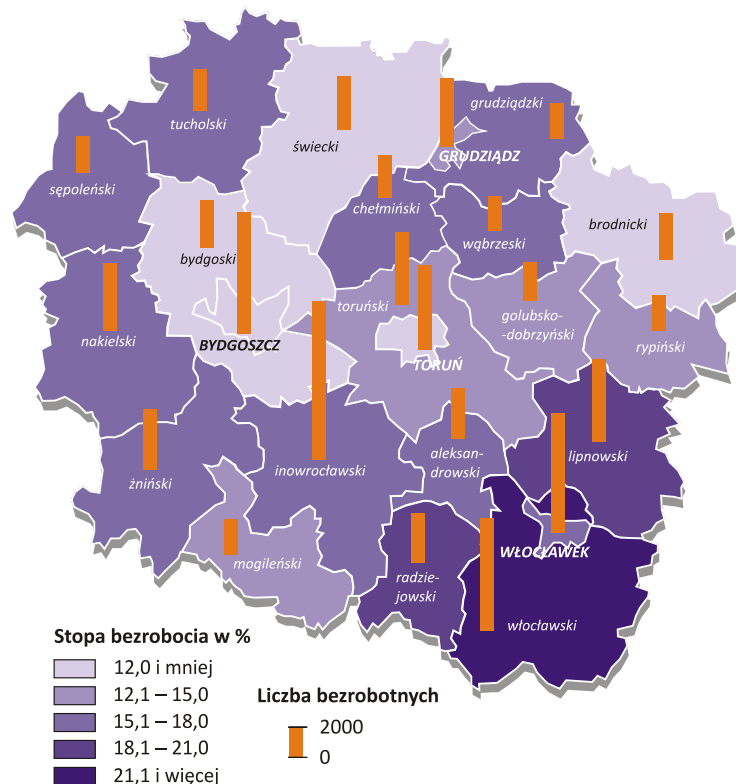 tucholski
świecki
grudziądzki
GRUDZIĄDZ
sępoleński
chełmiński
wąbrzeski
brodnicki
bydgoski
toruński
golubsko-
-dobrzyński
nakielski
BYDGOSZCZ
TORUŃ
rypiński
żniński
inowrocławski
aleksan-
drowski
lipnowski
mogileński
radzie-
jowski
WŁOCŁAWEK
włocławski
Stopa bezrobocia w %
12,0 i mniej
12,1 – 15,0
15,1 – 18,0
18,1 – 21,0
21,1 i więcej
Liczba bezrobotnych
2000
0